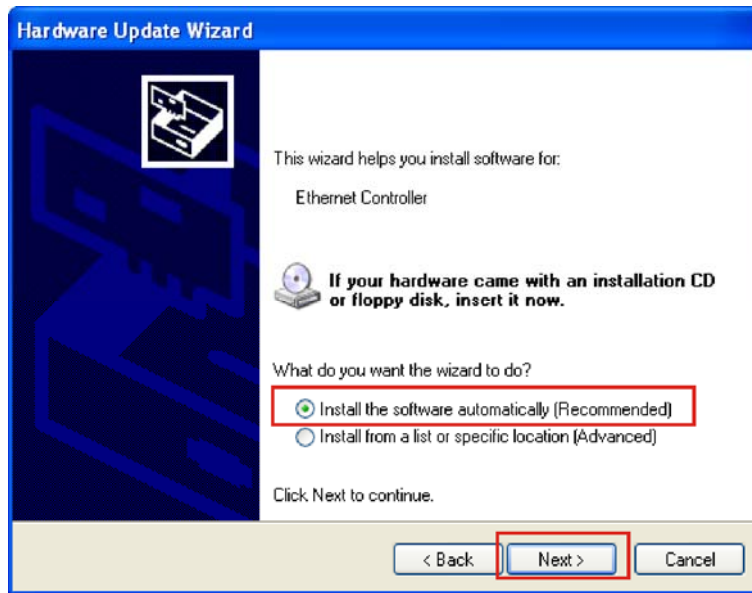 Hardware Update Wizard
This wizard helps you install software for:
Ethernet Controller
If your hardware came with an installation CD
or floppy disk, insert it now.
What do you want the wizard to do?
Install the software automatically (Recommended)
Install from a list or specific location (Advanced)
Click Next to continue.
< Back
Next >
Cancel